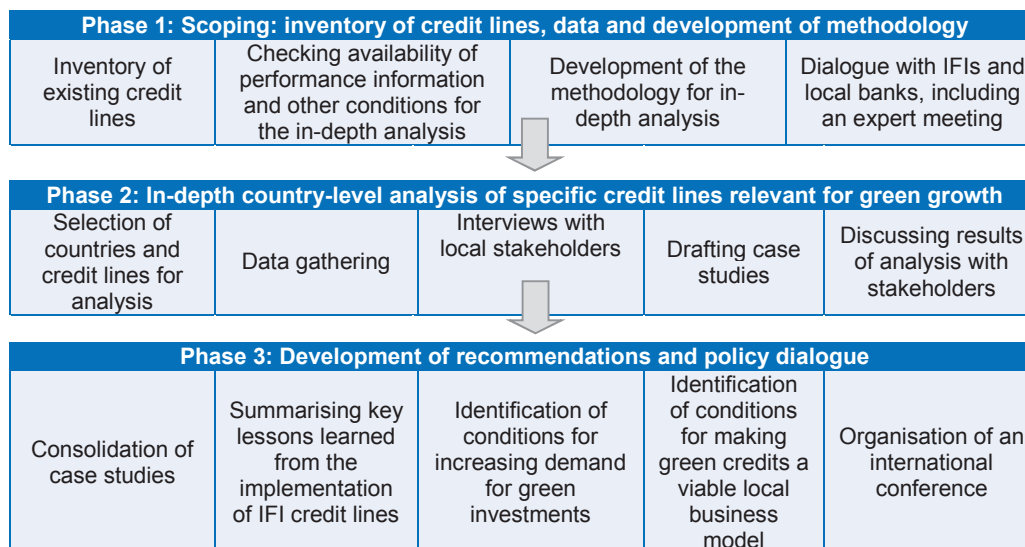 Phase 1: Scoping: inventory of credit lines, data and development of methodology
Inventory of
existing credit
lines
Checking availability of
performance information
and other conditions for
the in-depth analysis
Development of the
methodology for in-
depth analysis
Dialogue with IFIs and
local banks, including
an expert meeting
Phase 2: In-depth country-level analysis of specific credit lines relevant for green growth
Selection of
countries and
credit lines for
analysis
Data gathering
Interviews with
local stakeholders
Drafting case
studies
Discussing results
of analysis with
stakeholders
Phase 3: Development of recommendations and policy dialogue
Consolidation of
case studies
Summarising key
lessons learned
from the
implementation
of IFI credit lines
Identification of
conditions for
increasing demand
for green
investments
Identification
of conditions
for making
green credits a
viable local
business
model
Organisation of an
international
conference